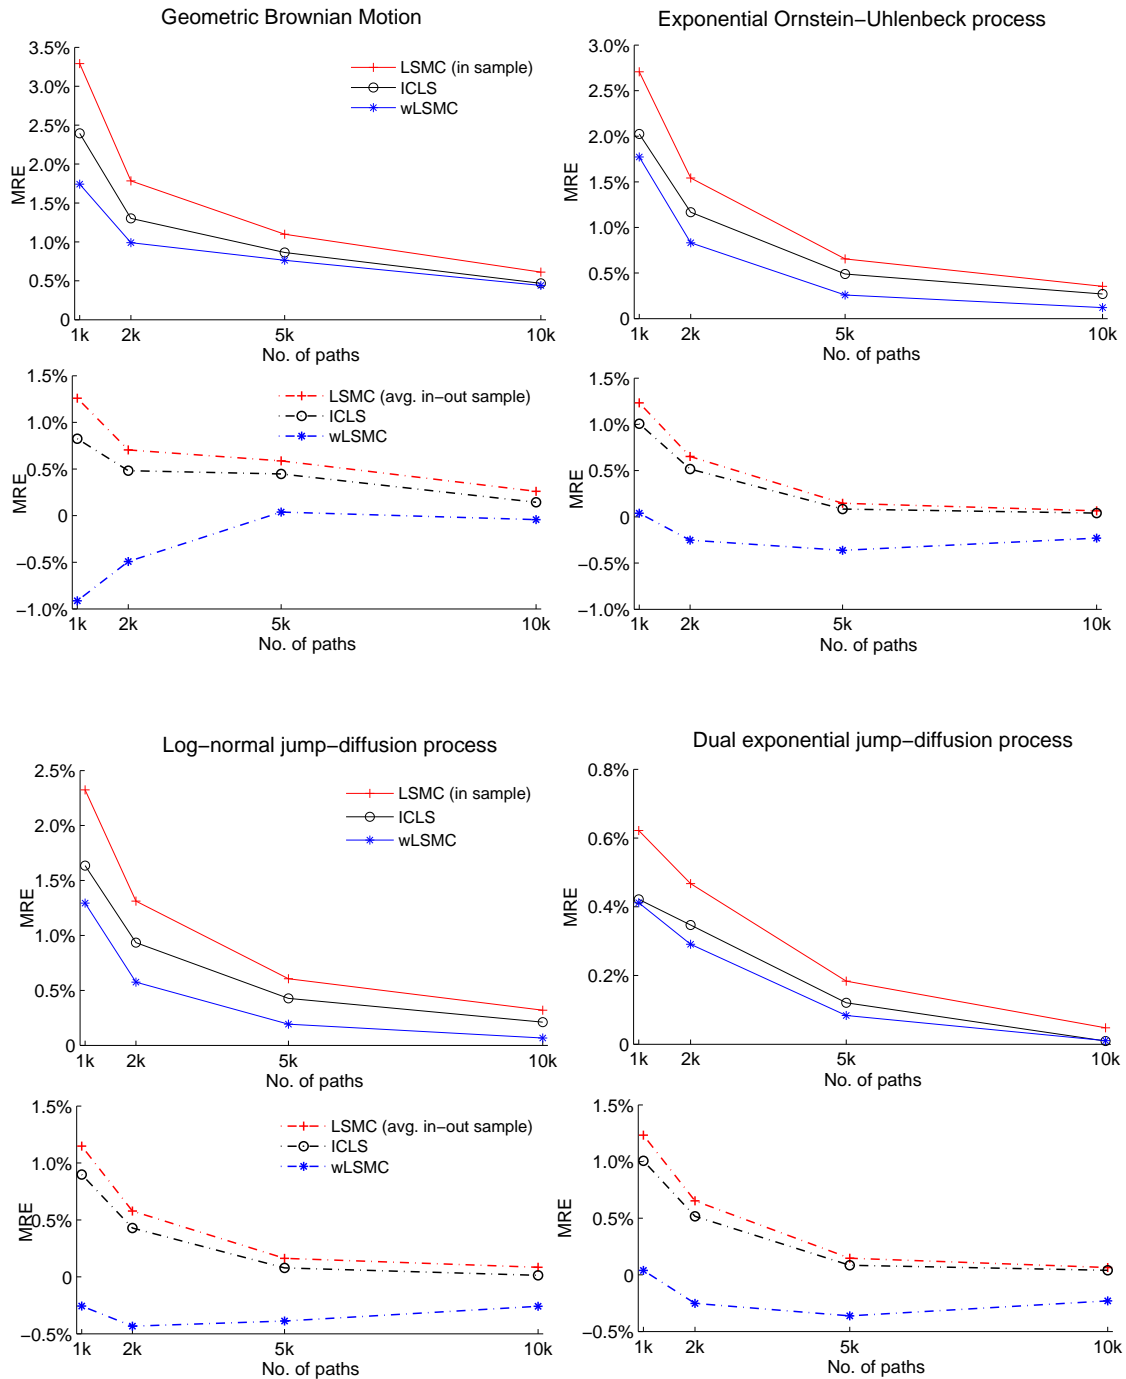 Geometric Brownian Motion
3.5%
3.0%
2.5%
2.0%
1.5%
1.0%
0.5%
0
MRE
LSMC (in sample)
ICLS
wLSMC
1k
2k
5k
10k
No. of paths
Exponential Ornstein−Uhlenbeck process
3.0%
2.5%
2.0%
1.5%
1.0%
0.5%
0
MRE
1k
2k
5k
10k
No. of paths
1.5%
1.0%
0.5%
0
−0.5%
−1.0%
MRE
LSMC (avg. in−out sample)
ICLS
wLSMC
1k
2k
5k
10k
No. of paths
1.5%
1.0%
0.5%
0
−0.5%
−1.0%
MRE
1k
2k
5k
10k
No. of paths
Log−normal jump−diffusion process
2.5%
2.0%
1.5%
1.0%
0.5%
0
MRE
LSMC (in sample)
ICLS
wLSMC
1k
2k
5k
10k
No. of paths
Dual exponential jump−diffusion process
0.8%
0.6%
0.4%
0.2%
0
MRE
1k
2k
5k
10k
No. of paths
1.5%
1.0%
0.5%
0
−0.5%
MRE
LSMC (avg. in−out sample)
ICLS
wLSMC
1k
2k
5k
10k
No. of paths
1.5%
1.0%
0.5%
0
−0.5%
MRE
1k
2k
5k
10k
No. of paths